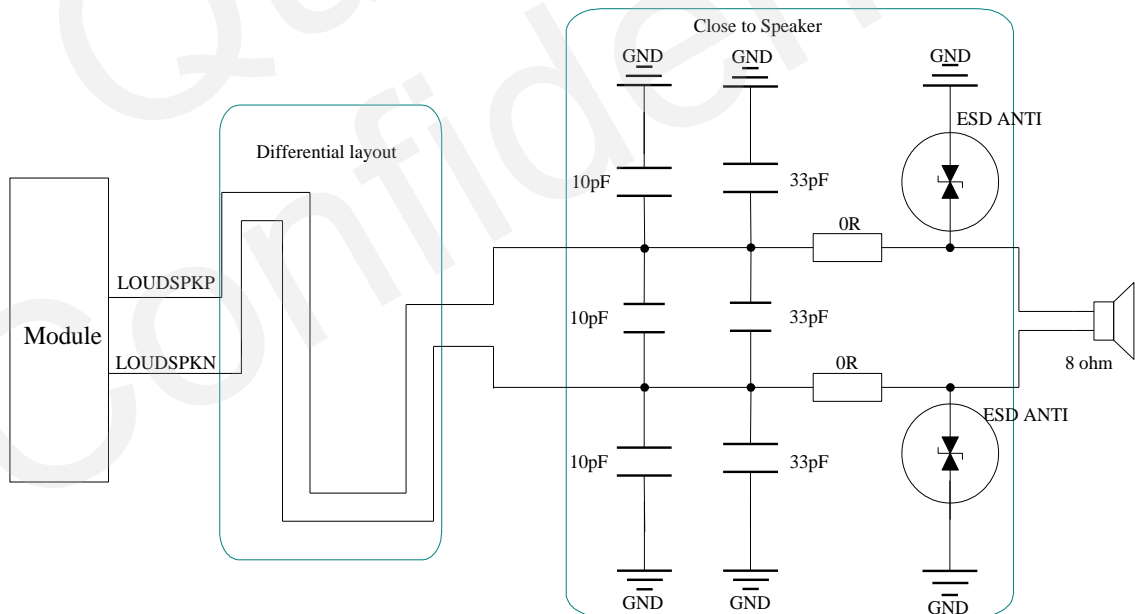 Close to Speaker
GND
GND
GND
ESD ANTI
Differential layout
10pF
33pF
0R
LOUDSPKP
10pF
33pF
Module
LOUDSPKN
0R
8 ohm
ESD ANTI
10pF
33pF
GND
GND
GND